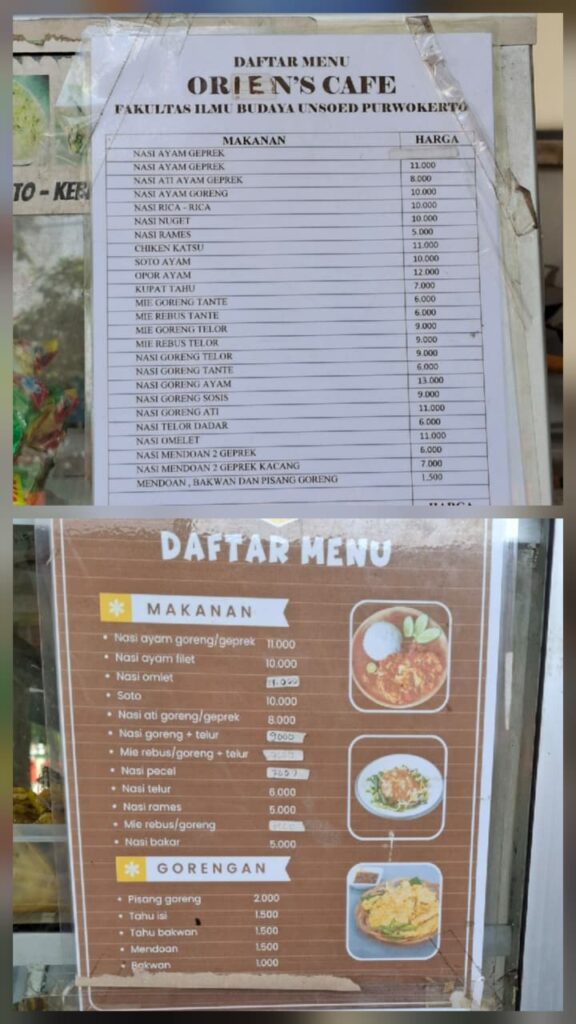 TO - KE
DAFTAR MENU
ORIEN'S CAFE
FAKULTAS ILMU BUDAYA UNSOED PURWOKERTO
MAKANAN HARGA
NASI AYAM GEPREK
NASI AYAM GEPREK 11.000
NASI ATI AYAM GEPREK 8.000
NASI AYAM GORENG 10.000
NASI RICA - RICA 10.000
NASI NUGET 10.000
NASI RAMES 5.000
CHIKEN KATSU 11.000
SOTO AYAM 10.000
OPOR AYAM 12.000
KUPAT TAHU 7.000
MIE GORENG TANTE 6.000
MIE REBUS TANTE 6.000
MIE GORENG TELOR 9.000
MIE REBUS TELOR 9.000
NASI GORENG TELOR 9.000
NASI GORENG TANTE 6.000
NASI GORENG AYAM 13.000
NASI GORENG SOSIS 9.000
NASI GORENG ATI 11.000
NASI TELOR DADAR 6.000
NASI OMELET 11.000
NASI MENDOAN 2 GEPREK 6.000
NASI MENDOAN 2 GEPREK KACANG 7.000
MENDOAN , BAKWAN DAN PISANG GORENG 1.500
HARGA
DAFTAR MENU
MAKANAN
Nasi ayam goreng/geprek 11.000
Nasi ayam filet 10.000
Nasi omlet
Soto 10.000
Nasi ati goreng/geprek 8.000
Nasi goreng + telur 9000
Mie rebus/goreng + telur
Nasi pecel
Nasi telur 6.000
Nasi rames 5.000
Mie rebus/goreng
Nasi bakar 5.000
GORENGAN
Pisang goreng 2.000
Tahu isi 1.500
Tahu bakwan 1.500
Mendoan 1.500
Bakwan 1.000